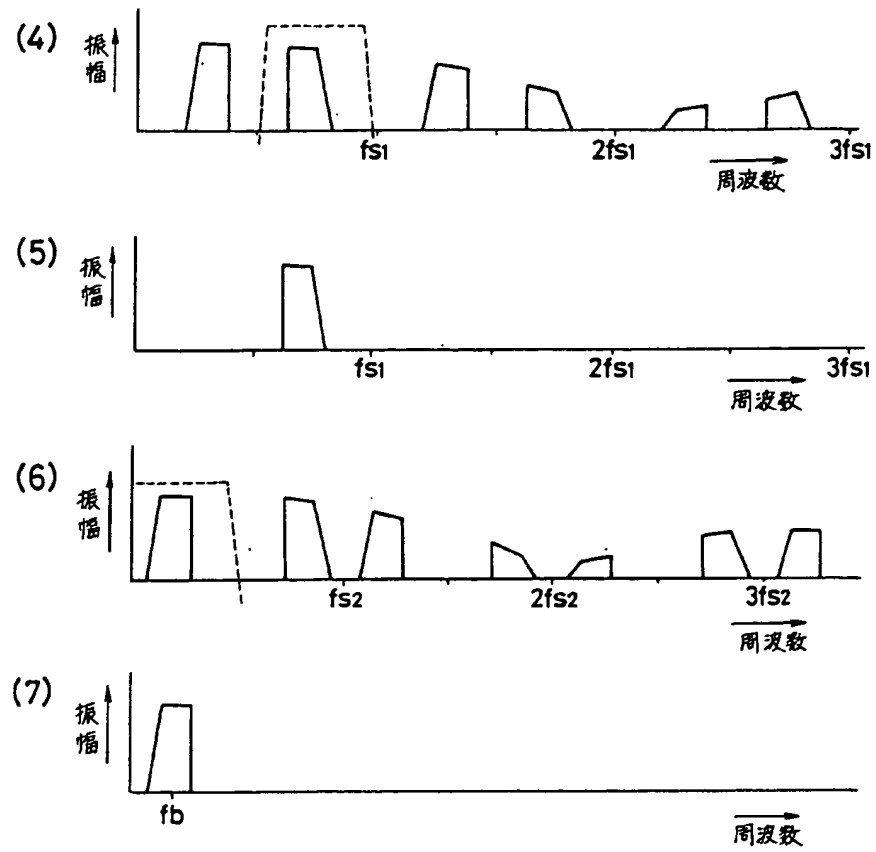 (4)
振幅
fs1
2fs1
3fs1
周波数
(5)
振幅
fs1
2fs1
3fs1
周波数
(6)
振幅
fs2
2fs2
3fs2
周波数
(7)
振幅
fb
周波数